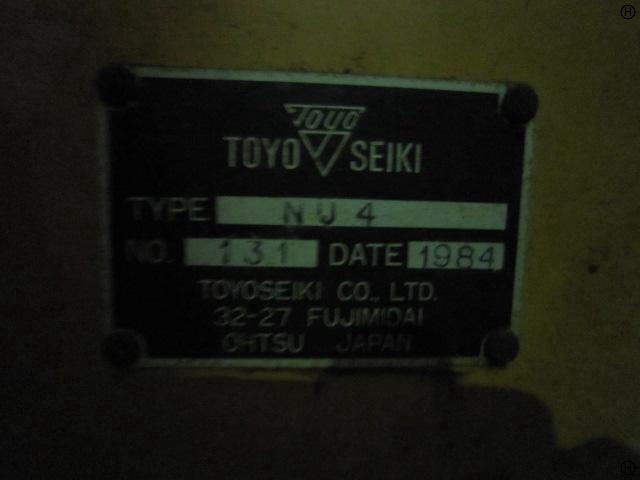 Toyo
TOYO SEIKI
TYPE NU4
NO. 131 DATE 1984
TOYOSEIKI CO., LTD.
32-27 FUJIMIDAI
OHTSU JAPAN
H
H